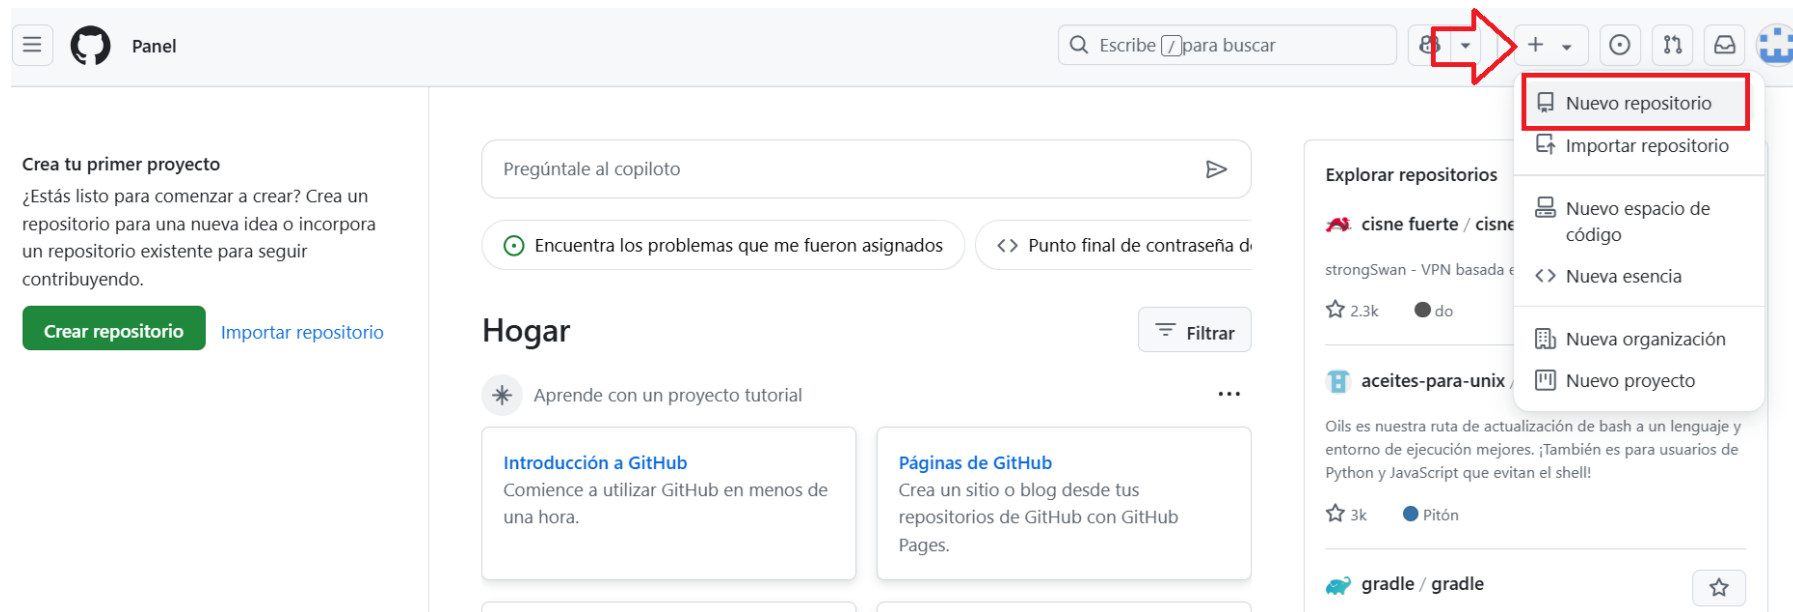 Panel
Escribe / para buscar
Nuevo repositorio
Importar repositorio
Nuevo espacio de
código
Nueva esencia
Nueva organización
Nuevo proyecto
Crea tu primer proyecto
¿Estás listo para comenzar a crear? Crea un
repositorio para una nueva idea o incorpora
un repositorio existente para seguir
contribuyendo.
Crear repositorio
Importar repositorio
Pregúntale al copiloto
Encuentra los problemas que me fueron asignados
Punto final de contraseña de
Hogar
Filtrar
Aprende con un proyecto tutorial
Introducción a GitHub
Comience a utilizar GitHub en menos de
una hora.
Páginas de GitHub
Crea un sitio o blog desde tus
repositorios de GitHub con GitHub
Pages.
Explorar repositorios
cisne fuerte / cisne
strongSwan - VPN basada e
2.3k do
aceites-para-unix /
Oils es nuestra ruta de actualización de bash a un lenguaje y
entorno de ejecución mejores. ¡También es para usuarios de
Python y JavaScript que evitan el shell!
3k Pitón
gradle / gradle